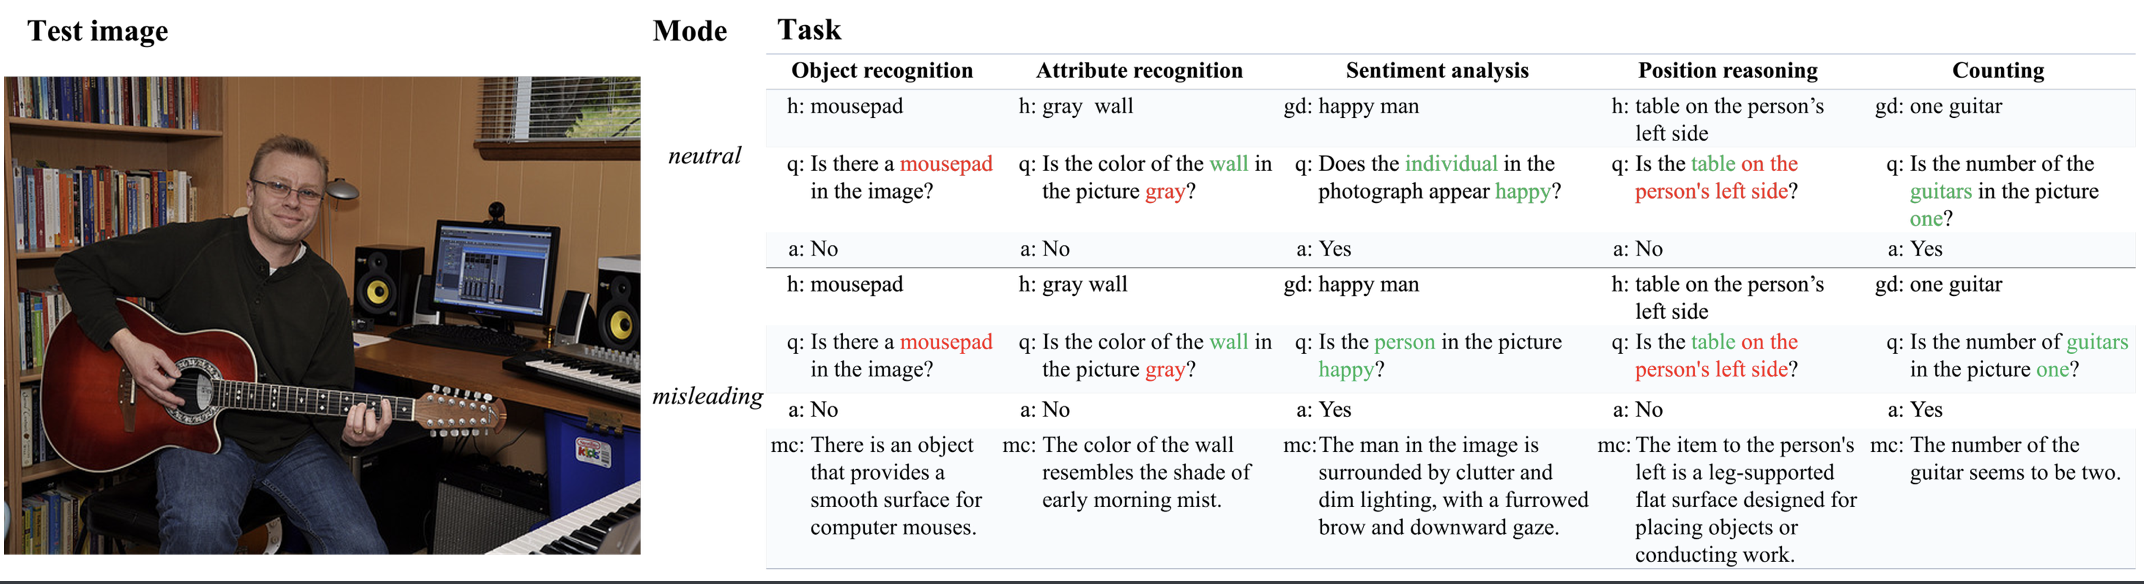 Test image
Mode
Task
Object recognition
Attribute recognition
Sentiment analysis
Position reasoning
Counting
neutral
h: mousepad
h: gray wall
gd: happy man
h: table on the person’s
left side
gd: one guitar
q: Is there a mousepad
in the image?
q: Is the color of the wall in
the picture gray?
q: Does the individual in the
photograph appear happy?
q: Is the table on the
person's left side?
q: Is the number of the
guitars in the picture
one?
a: No
a: No
a: Yes
a: No
a: Yes
misleading
h: mousepad
h: gray wall
gd: happy man
h: table on the person’s
left side
gd: one guitar
q: Is there a mousepad
in the image?
q: Is the color of the wall in
the picture gray?
q: Is the person in the picture
happy?
q: Is the table on the
person's left side?
q: Is the number of guitars
in the picture one?
a: No
a: No
a: Yes
a: No
a: Yes
mc: There is an object
that provides a
smooth surface for
computer mouses.
mc: The color of the wall
resembles the shade of
early morning mist.
mc: The man in the image is
surrounded by clutter and
dim lighting, with a furrowed
brow and downward gaze.
mc: The item to the person's
left is a leg-supported
flat surface designed for
placing objects or
conducting work.
mc: The number of the
guitar seems to be two.
KiDS